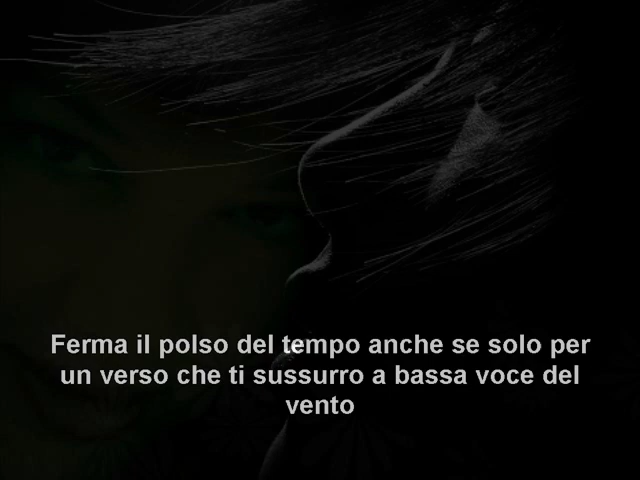 Ferma il polso del tempo anche se solo per
un verso che ti sussurro a bassa voce del
vento